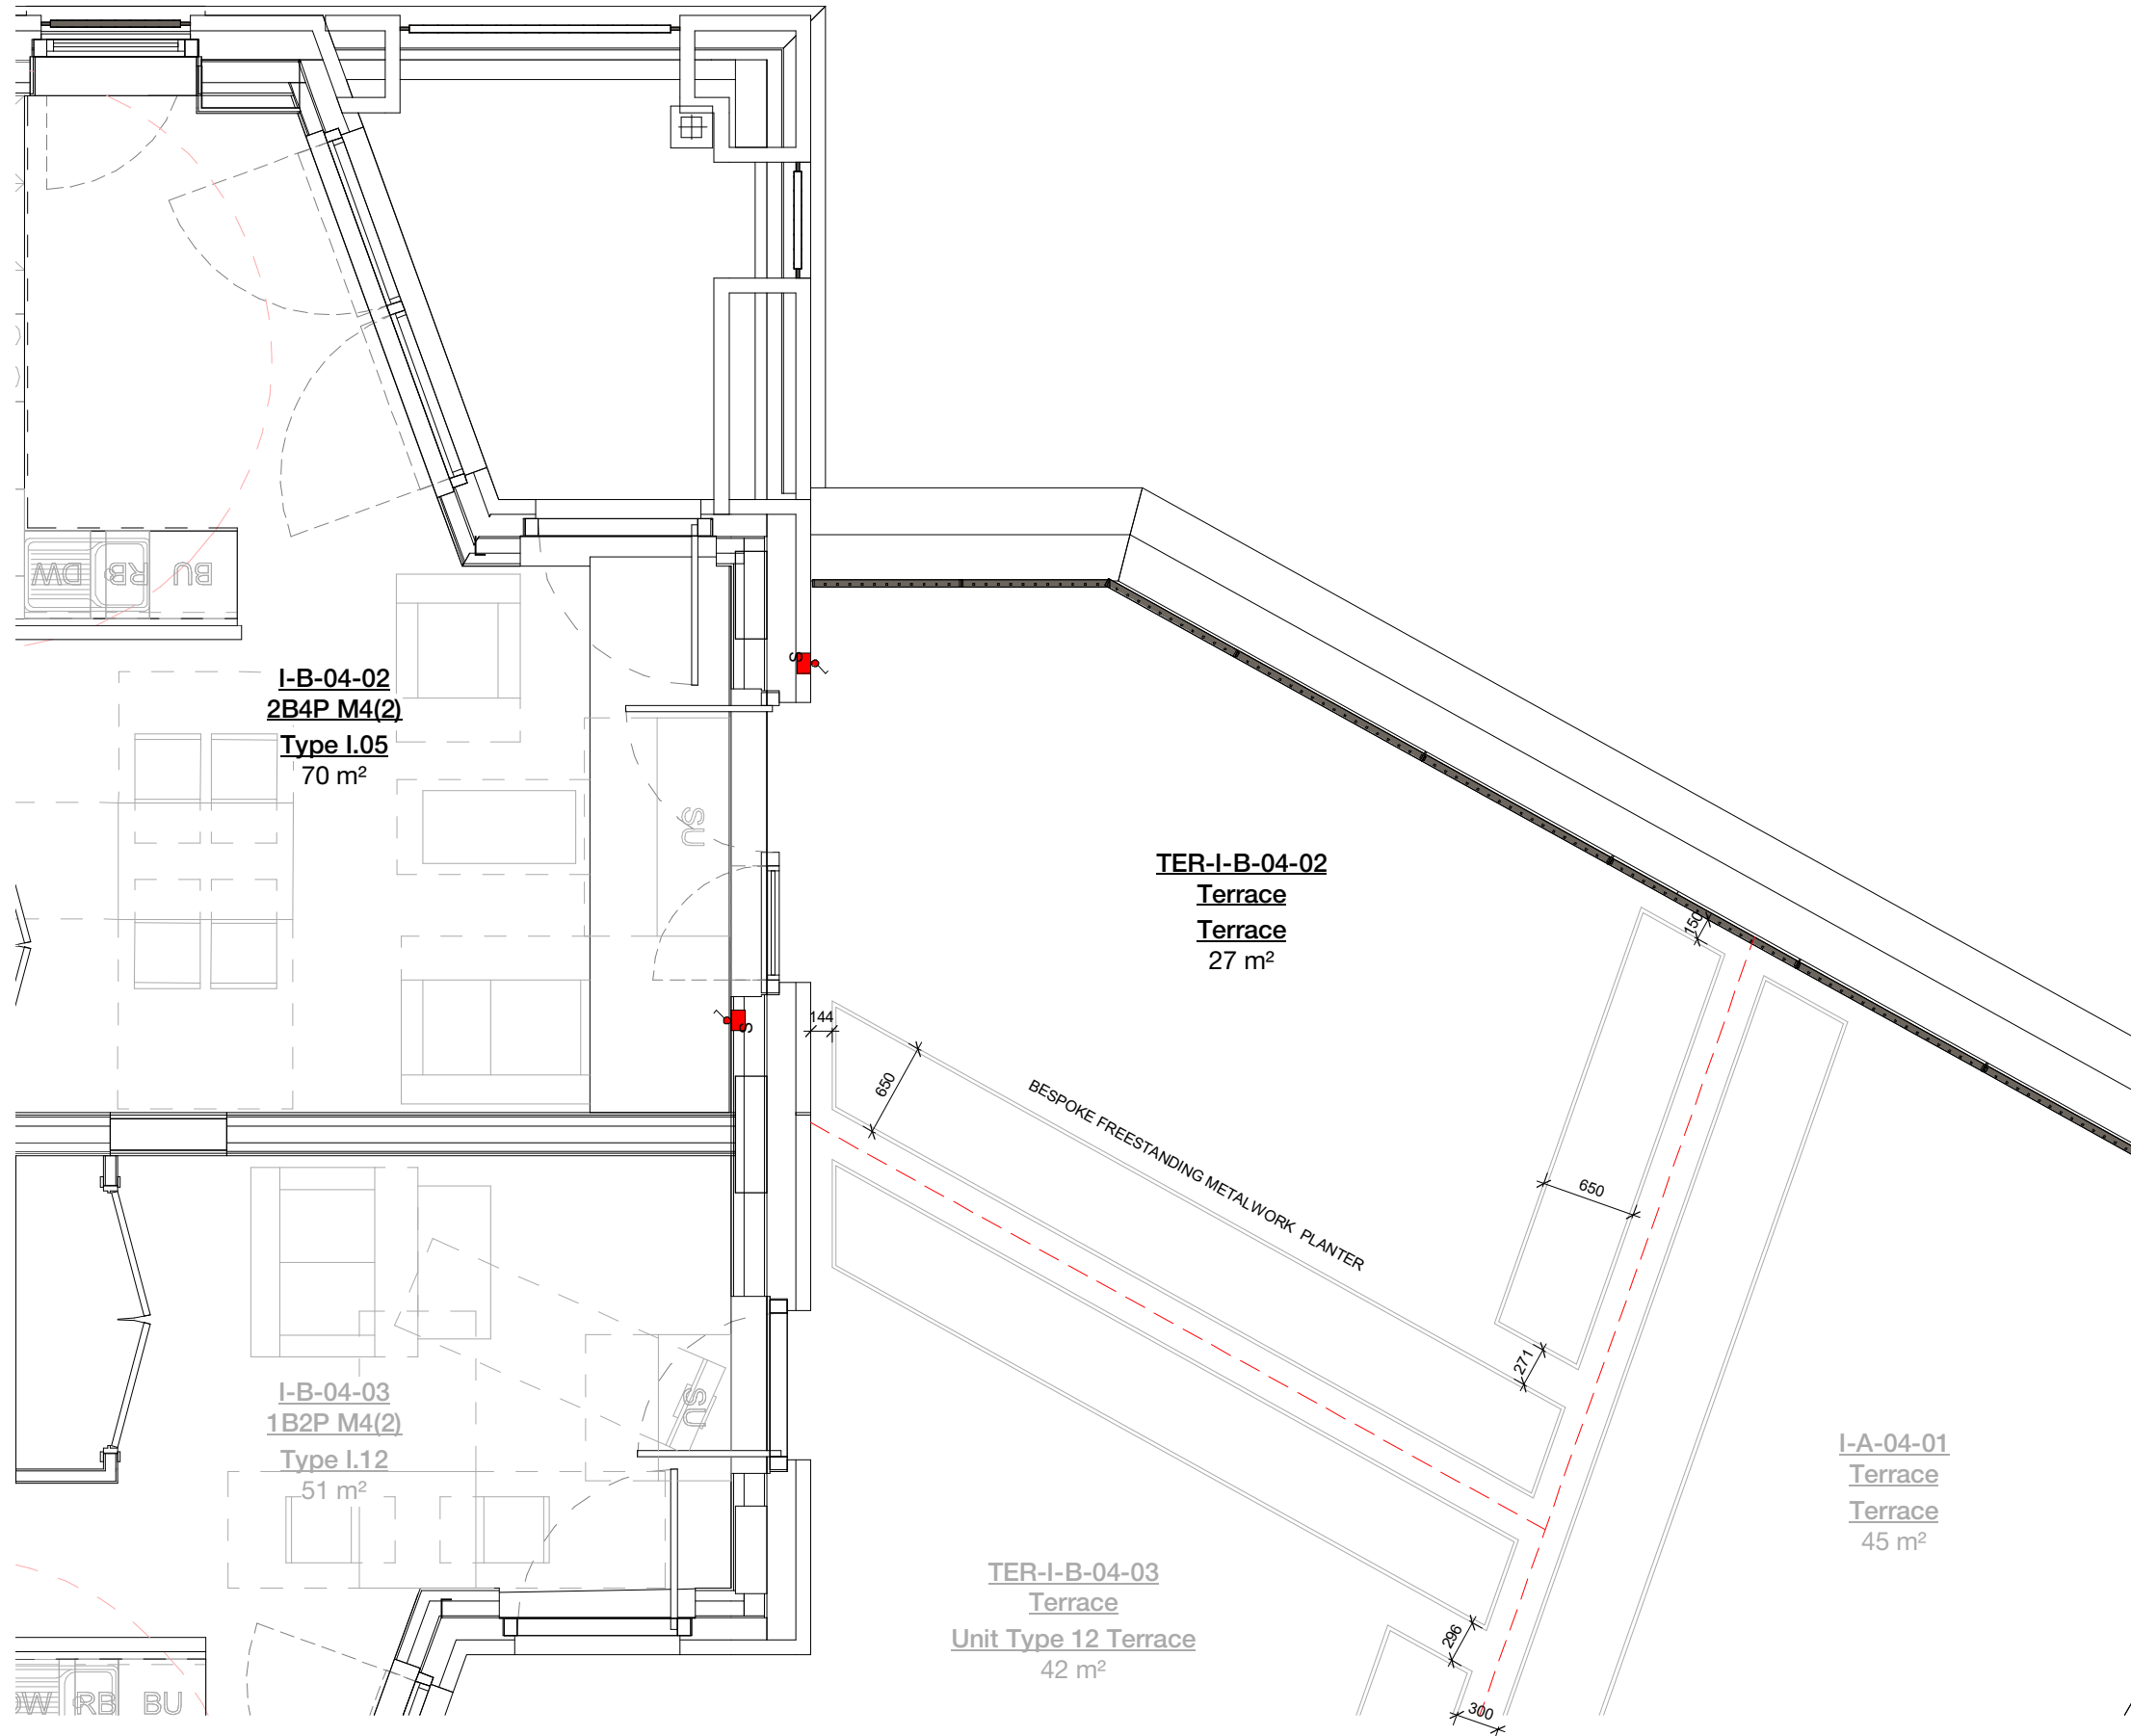 DW RB BU
I-B-04-02
2B4P M4(2)
Type I.05
70 m²
S
SU
TER-I-B-04-02
Terrace
Terrace
27 m²
150
S
144
650
BESPOKE FREESTANDING METALWORK PLANTER
650
271
I-B-04-03
1B2P M4(2)
Type I.12
51 m²
SU
I-A-04-01
Terrace
Terrace
45 m²
TER-I-B-04-03
Terrace
Unit Type 12 Terrace
42 m²
296
300
DW RB BU